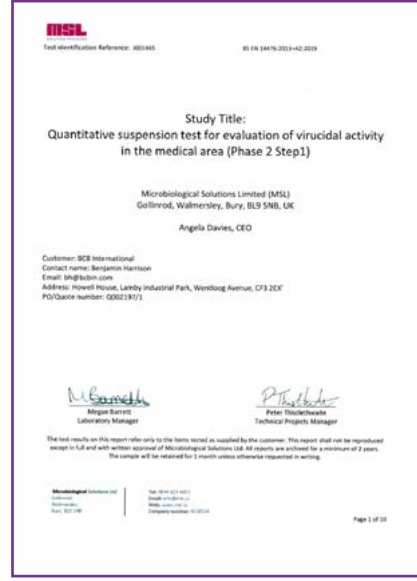 MSL
Test Identification Reference: J001465
BS EN 14476:2013+A2:2019
Study Title:
Quantitative suspension test for evaluation of virucidal activity
in the medical area (Phase 2 Step1)
Microbiological Solutions Limited (MSL)
Gollinrod, Walmersley, Bury, BL9 5NB, UK
Angela Davies, CEO
Customer: BCB International
Contact name: Benjamin Harrison
Email: bh@bcbin.com
Address: Howell House, Lamby Industrial Park, Wentloog Avenue, CF3 2EX
PO/Quote number: Q002197/1
Megan Barrett
Laboratory Manager
Peter Thistlethwaite
Technical Projects Manager
The test results on this report refer only to the items tested as supplied by the customer. This report shall not be reproduced
except in full and with written approval of Microbiological Solutions Ltd. All reports are archived for a minimum of 2 years.
The sample will be retained for 1 month unless otherwise requested in writing.
Microbiological Solutions Ltd
Page 1 of 10